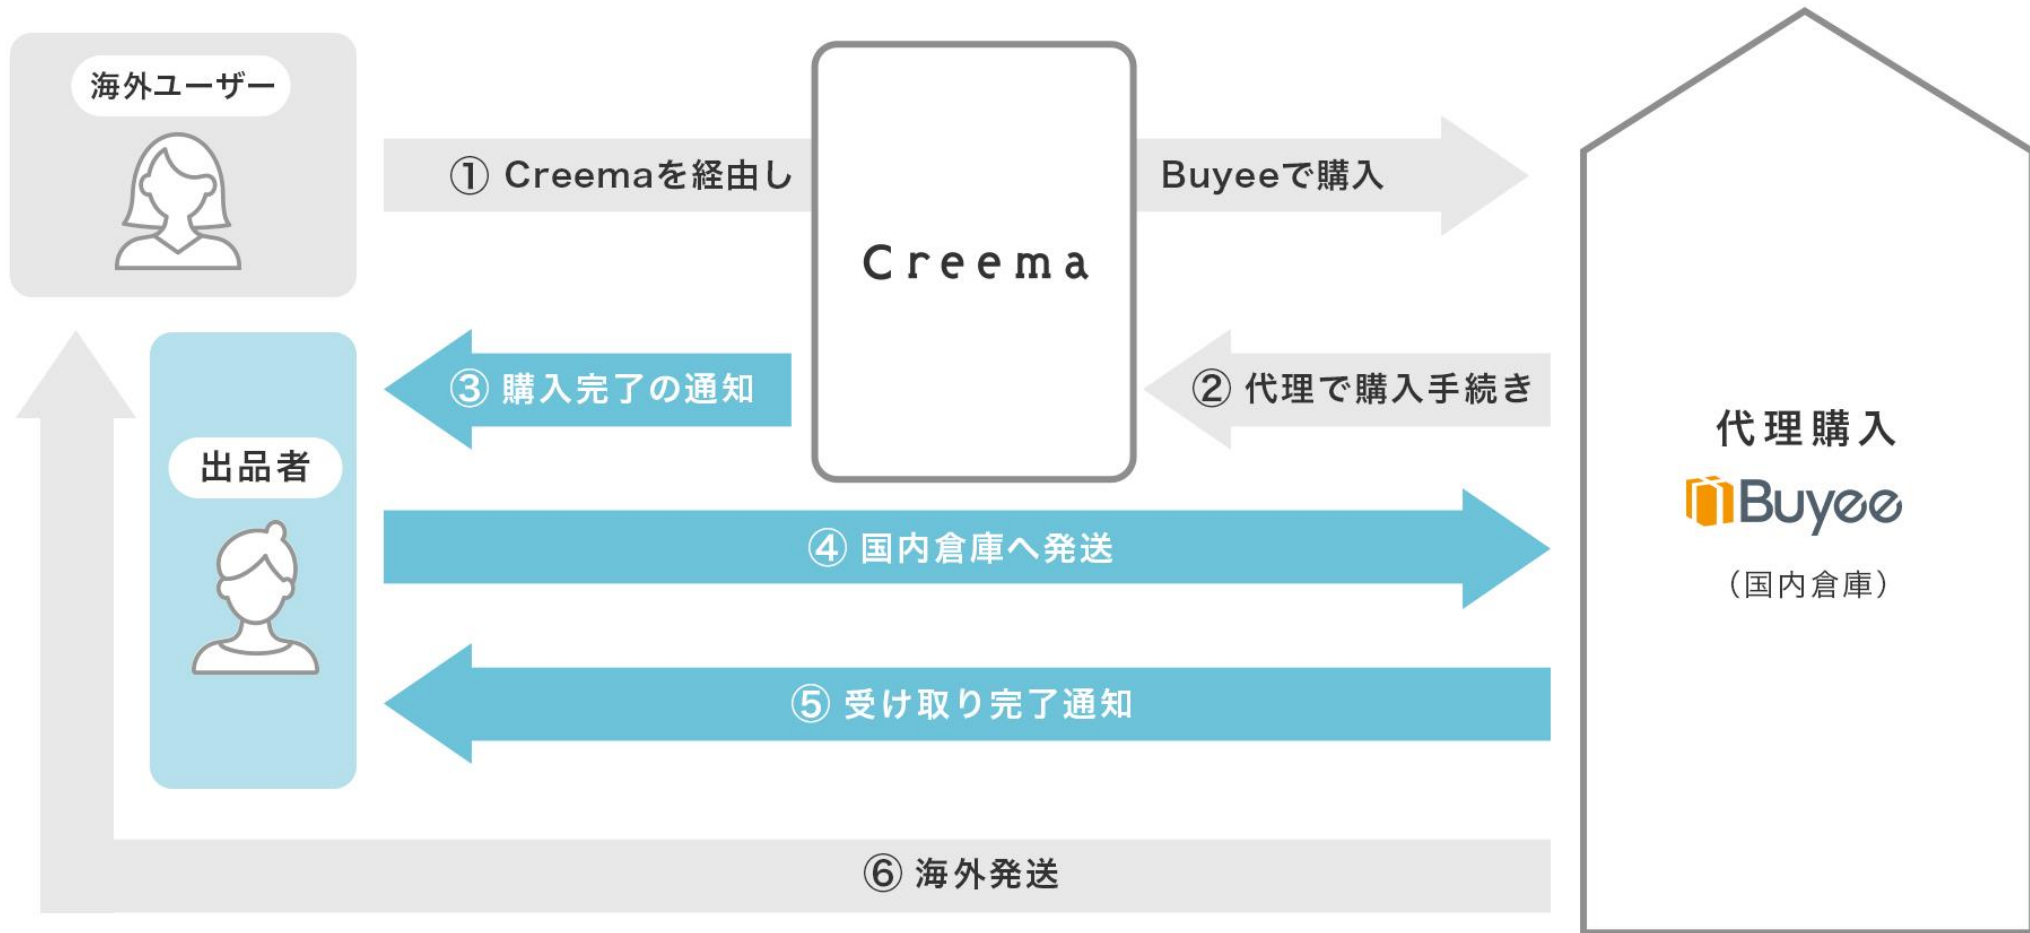 海外ユーザー
① Creemaを経由し
Buyeeで購入
Creema
③ 購入完了の通知
② 代理で購入手続き
出品者
代理購入
Buyee
（国内倉庫）
④ 国内倉庫へ発送
⑤ 受け取り完了通知
⑥ 海外発送